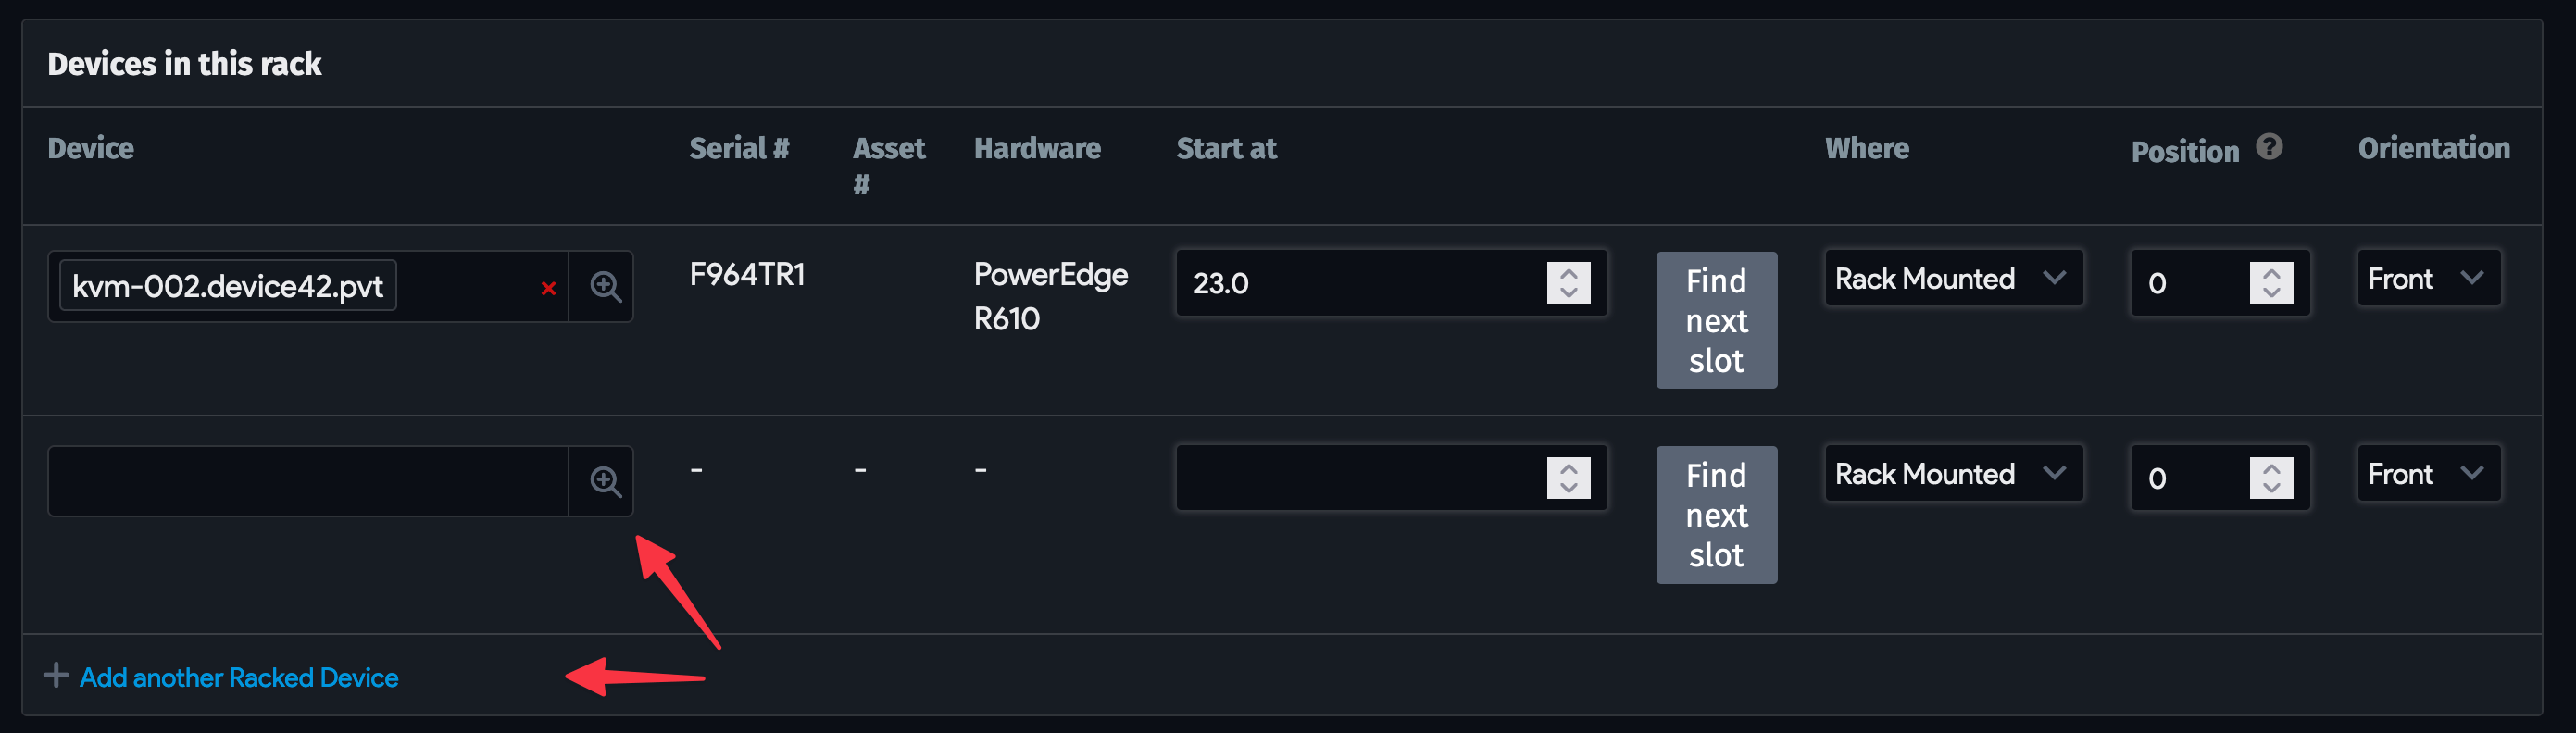 Devices in this rack
Device
Serial #
Asset
#
Hardware
Start at
Where
Position ?
Orientation
kvm-002.device42.pvt ×
F964TR1
PowerEdge
R610
23.0
Find
next
slot
Rack Mounted
0
Front
-
-
-
Find
next
slot
Rack Mounted
0
Front
+ Add another Racked Device